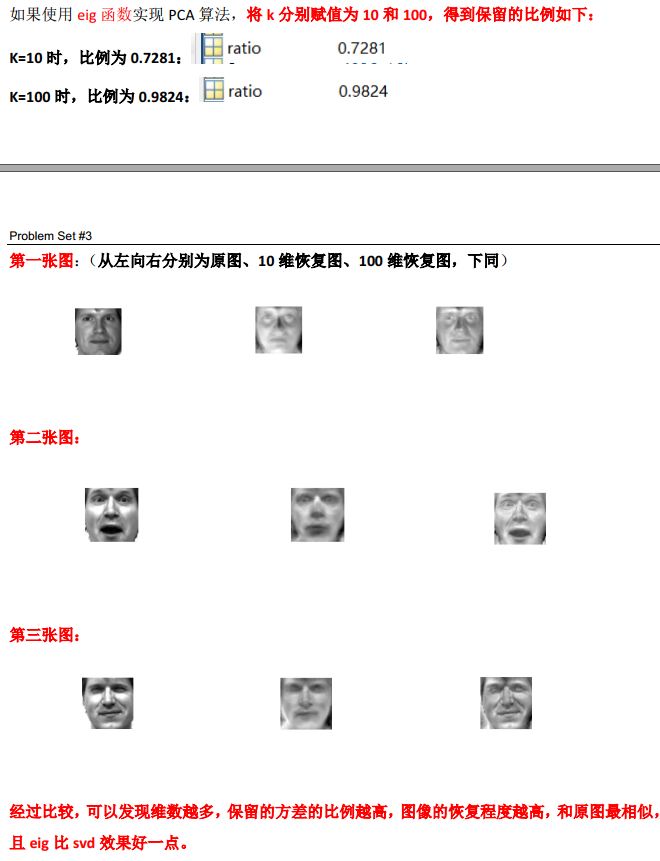 如果使用 eig 函数实现 PCA 算法，将 k 分别赋值为 10 和 100，得到保留的比例如下：
K=10 时，比例为 0.7281： ratio 0.7281
K=100 时，比例为 0.9824： ratio 0.9824
Problem Set #3
第一张图：（从左向右分别为原图、10 维恢复图、100 维恢复图，下同）
第二张图：
第三张图：
经过比较，可以发现维数越多，保留的方差的比例越高，图像的恢复程度越高，和原图最相似，
且 eig 比 svd 效果好一点。